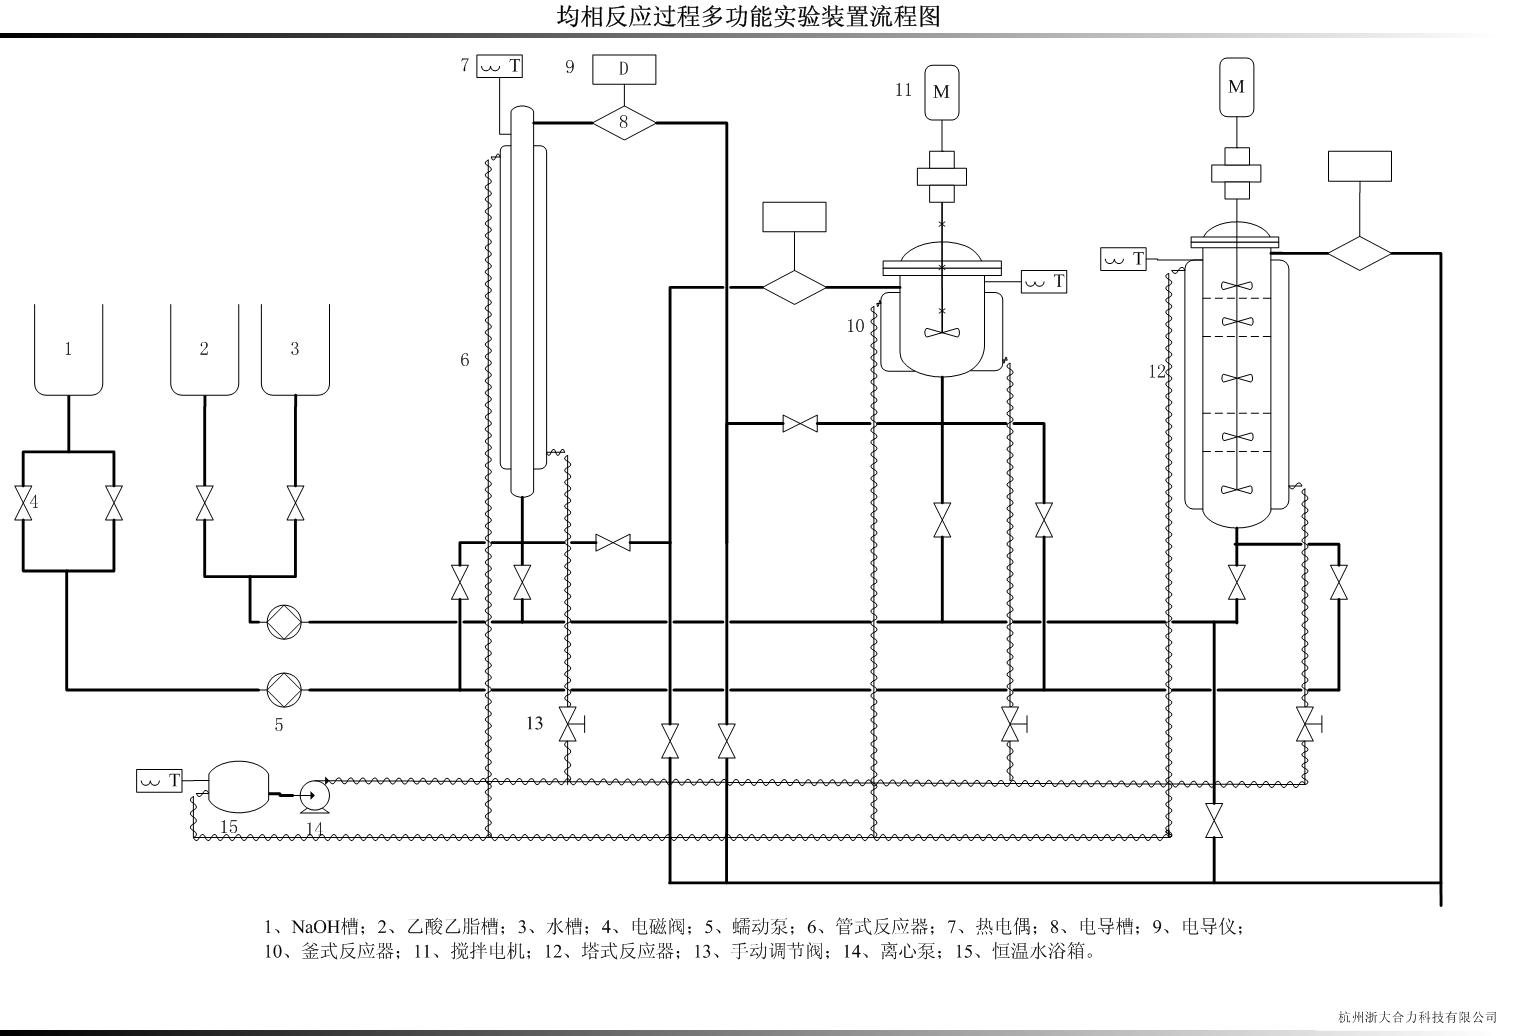 均相反应过程多功能实验装置流程图
7 T 9 D
8
11 M
M
T
T
10
6
12
1 2 3
4
5
13
T
15
14
1、NaOH槽；2、乙酸乙脂槽；3、水槽；4、电磁阀；5、蠕动泵；6、管式反应器；7、热电偶；8、电导槽；9、电导仪；
10、釜式反应器；11、搅拌电机；12、塔式反应器；13、手动调节阀；14、离心泵；15、恒温水浴箱。
杭州浙大合力科技有限公司